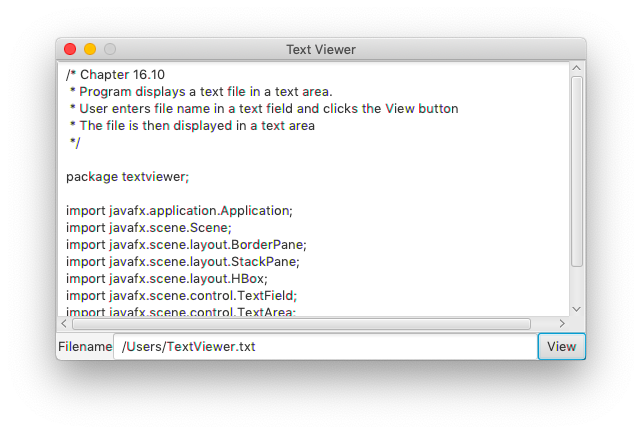 Text Viewer
/* Chapter 16.10
* Program displays a text file in a text area.
* User enters file name in a text field and clicks the View button
* The file is then displayed in a text area
*/
package textviewer;
import javafx.application.Application;
import javafx.scene.Scene;
import javafx.scene.layout.BorderPane;
import javafx.scene.layout.StackPane;
import javafx.scene.layout.HBox;
import javafx.scene.control.TextField;
import javafx.scene.control.TextArea;
Filename /Users/TextViewer.txt View